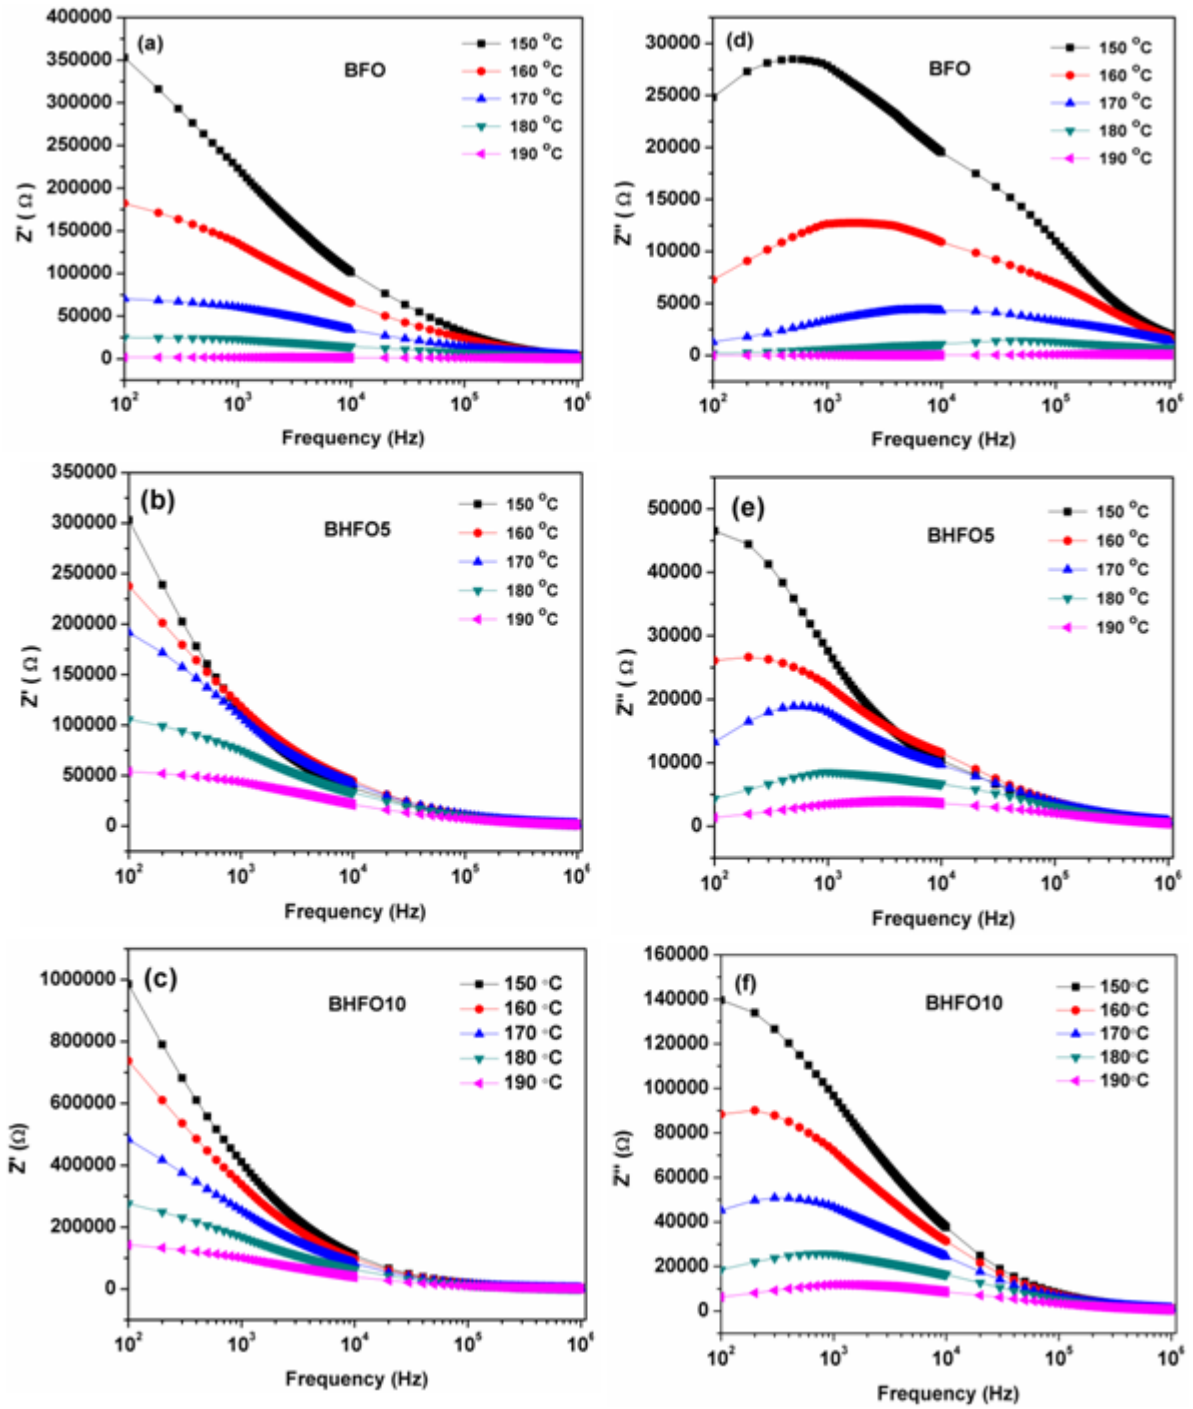 (a)
BFO
150 °C
160 °C
170 °C
180 °C
190 °C
400000
350000
300000
250000
200000
150000
100000
50000
0
Z' ( Ω )
10² 10³ 10⁴ 10⁵ 10⁶
Frequency (Hz)
(d)
BFO
150 °C
160 °C
170 °C
180 °C
190 °C
30000
25000
20000
15000
10000
5000
0
Z'' ( Ω )
10² 10³ 10⁴ 10⁵ 10⁶
Frequency (Hz)
(b)
BHFO5
150 °C
160 °C
170 °C
180 °C
190 °C
350000
300000
250000
200000
150000
100000
50000
0
Z' ( Ω )
10² 10³ 10⁴ 10⁵ 10⁶
Frequency (Hz)
(e)
BHFO5
150 °C
160 °C
170 °C
180 °C
190 °C
50000
40000
30000
20000
10000
0
Z'' ( Ω )
10² 10³ 10⁴ 10⁵ 10⁶
Frequency (Hz)
(c)
BHFO10
150 °C
160 °C
170 °C
180 °C
190 °C
1000000
800000
600000
400000
200000
0
Z' (Ω)
10² 10³ 10⁴ 10⁵ 10⁶
Frequency (Hz)
(f)
BHFO10
150°C
160°C
170°C
180°C
190°C
160000
140000
120000
100000
80000
60000
40000
20000
0
Z'' (Ω)
10² 10³ 10⁴ 10⁵ 10⁶
Frequency (Hz)